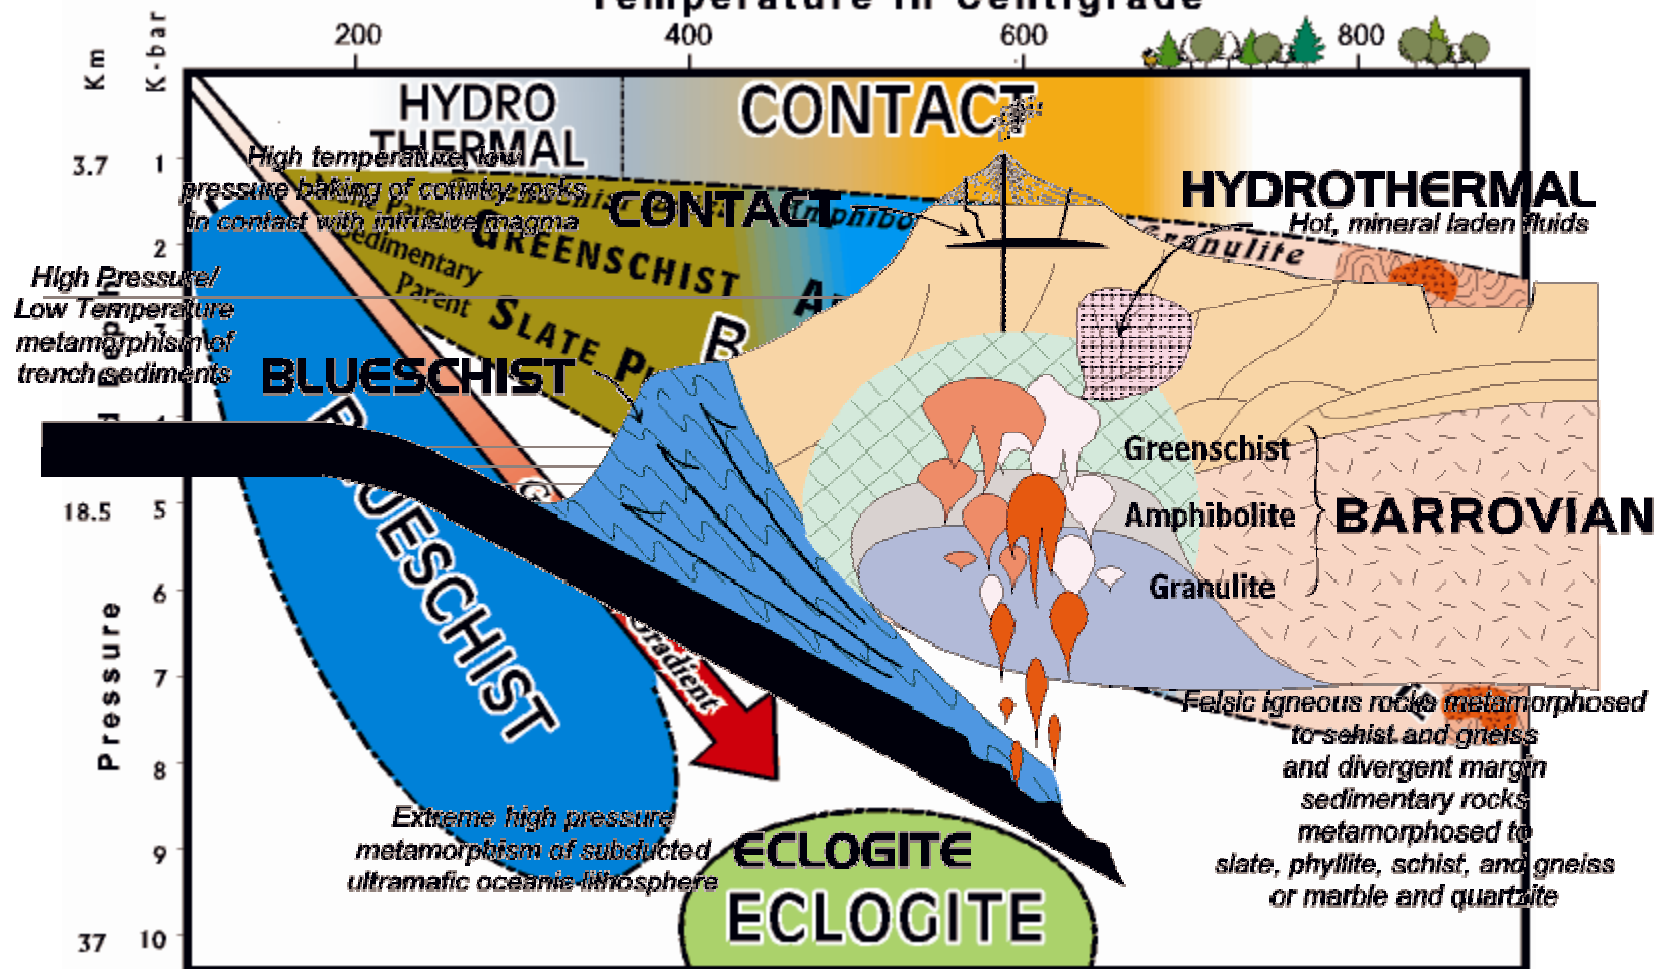 Temperature in Centigrade
200 400 600 800
Km
K-bar
HYDRO
THERMAL
CONTACT
3.7 1
High temperature, low
pressure baking of country rocks
in contact with intrusive magma
CONTACT
HYDROTHERMAL
Hot, mineral laden fluids
Granulite
2
GREENSCHIST
Sedimentary
Parent
SLATE
High Pressure/
Low Temperature
metamorphism of
trench sediments
3
BLUESCHIST
Greenschist
Amphibolite
Granulite
BARROVIAN
18.5 5
BLUESCHIST
6
Pressure
Gradient
7
8
9
37 10
Felsic igneous rocks metamorphosed
to schist and gneiss
and divergent margin
sedimentary rocks
metamorphosed to
slate, phyllite, schist, and gneiss
or marble and quartzite
Extreme high pressure
metamorphism of subducted
ultramafic oceanic lithosphere
ECLOGITE
ECLOGITE